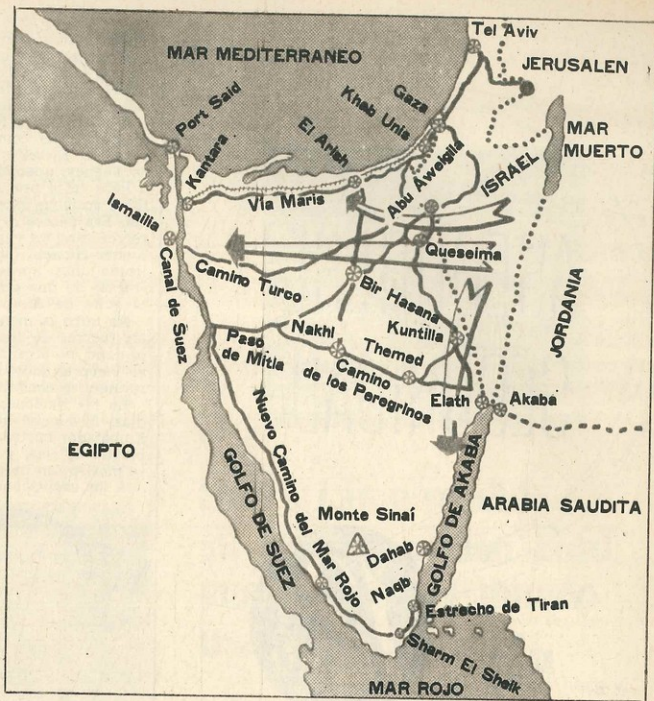 Tel Aviv
MAR MEDITERRANEO
JERUSALEN
Gaza
Khab Unis
Port Said
MAR
MUERTO
El Arish
Kantara
Abu Aweigila
ISRAEL
Via Maris
Ismailia
Queseima
Canal de Suez
Camino Turco
Bir Hasana
JORDANIA
Kuntilla
Paso
de Mitla
Nakhl
Themed
Camino
de los Peregrinos
Elath
Akaba
Nuevo Camino del Mar Rojo
EGIPTO
GOLFO DE SUEZ
GOLFO DE AKABA
ARABIA SAUDITA
Monte Sinaí
Dahab
Naqb
Estrecho de Tiran
Sharm El Sheik
MAR ROJO